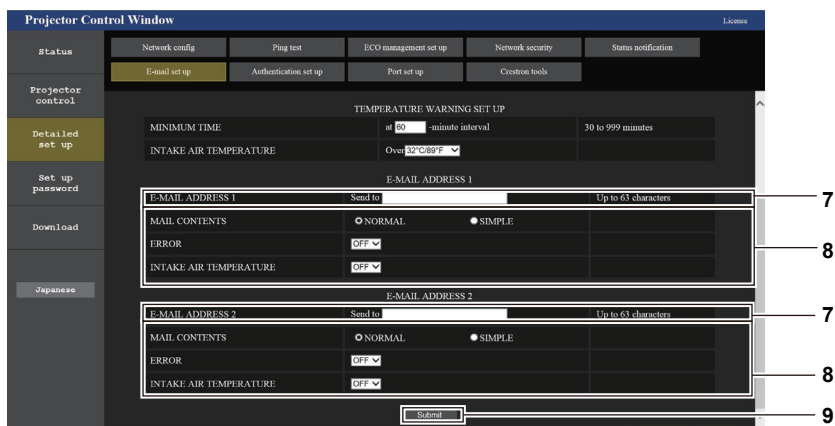 Projector Control Window License
Status Network config Ping test ECO management set up Network security Status notification
E-mail set up Authentication set up Port set up Crestron tools
Projector
control
Detailed
set up
Set up
password
Download
Japanese
TEMPERATURE WARNING SET UP
MINIMUM TIME at 60 -minute interval 30 to 999 minutes
INTAKE AIR TEMPERATURE Over 32°C/89°F
E-MAIL ADDRESS 1
E-MAIL ADDRESS 1 Send to Up to 63 characters 7
MAIL CONTENTS NORMAL SIMPLE
ERROR OFF 8
INTAKE AIR TEMPERATURE OFF
E-MAIL ADDRESS 2
E-MAIL ADDRESS 2 Send to Up to 63 characters 7
MAIL CONTENTS NORMAL SIMPLE
ERROR OFF 8
INTAKE AIR TEMPERATURE OFF
Submit 9